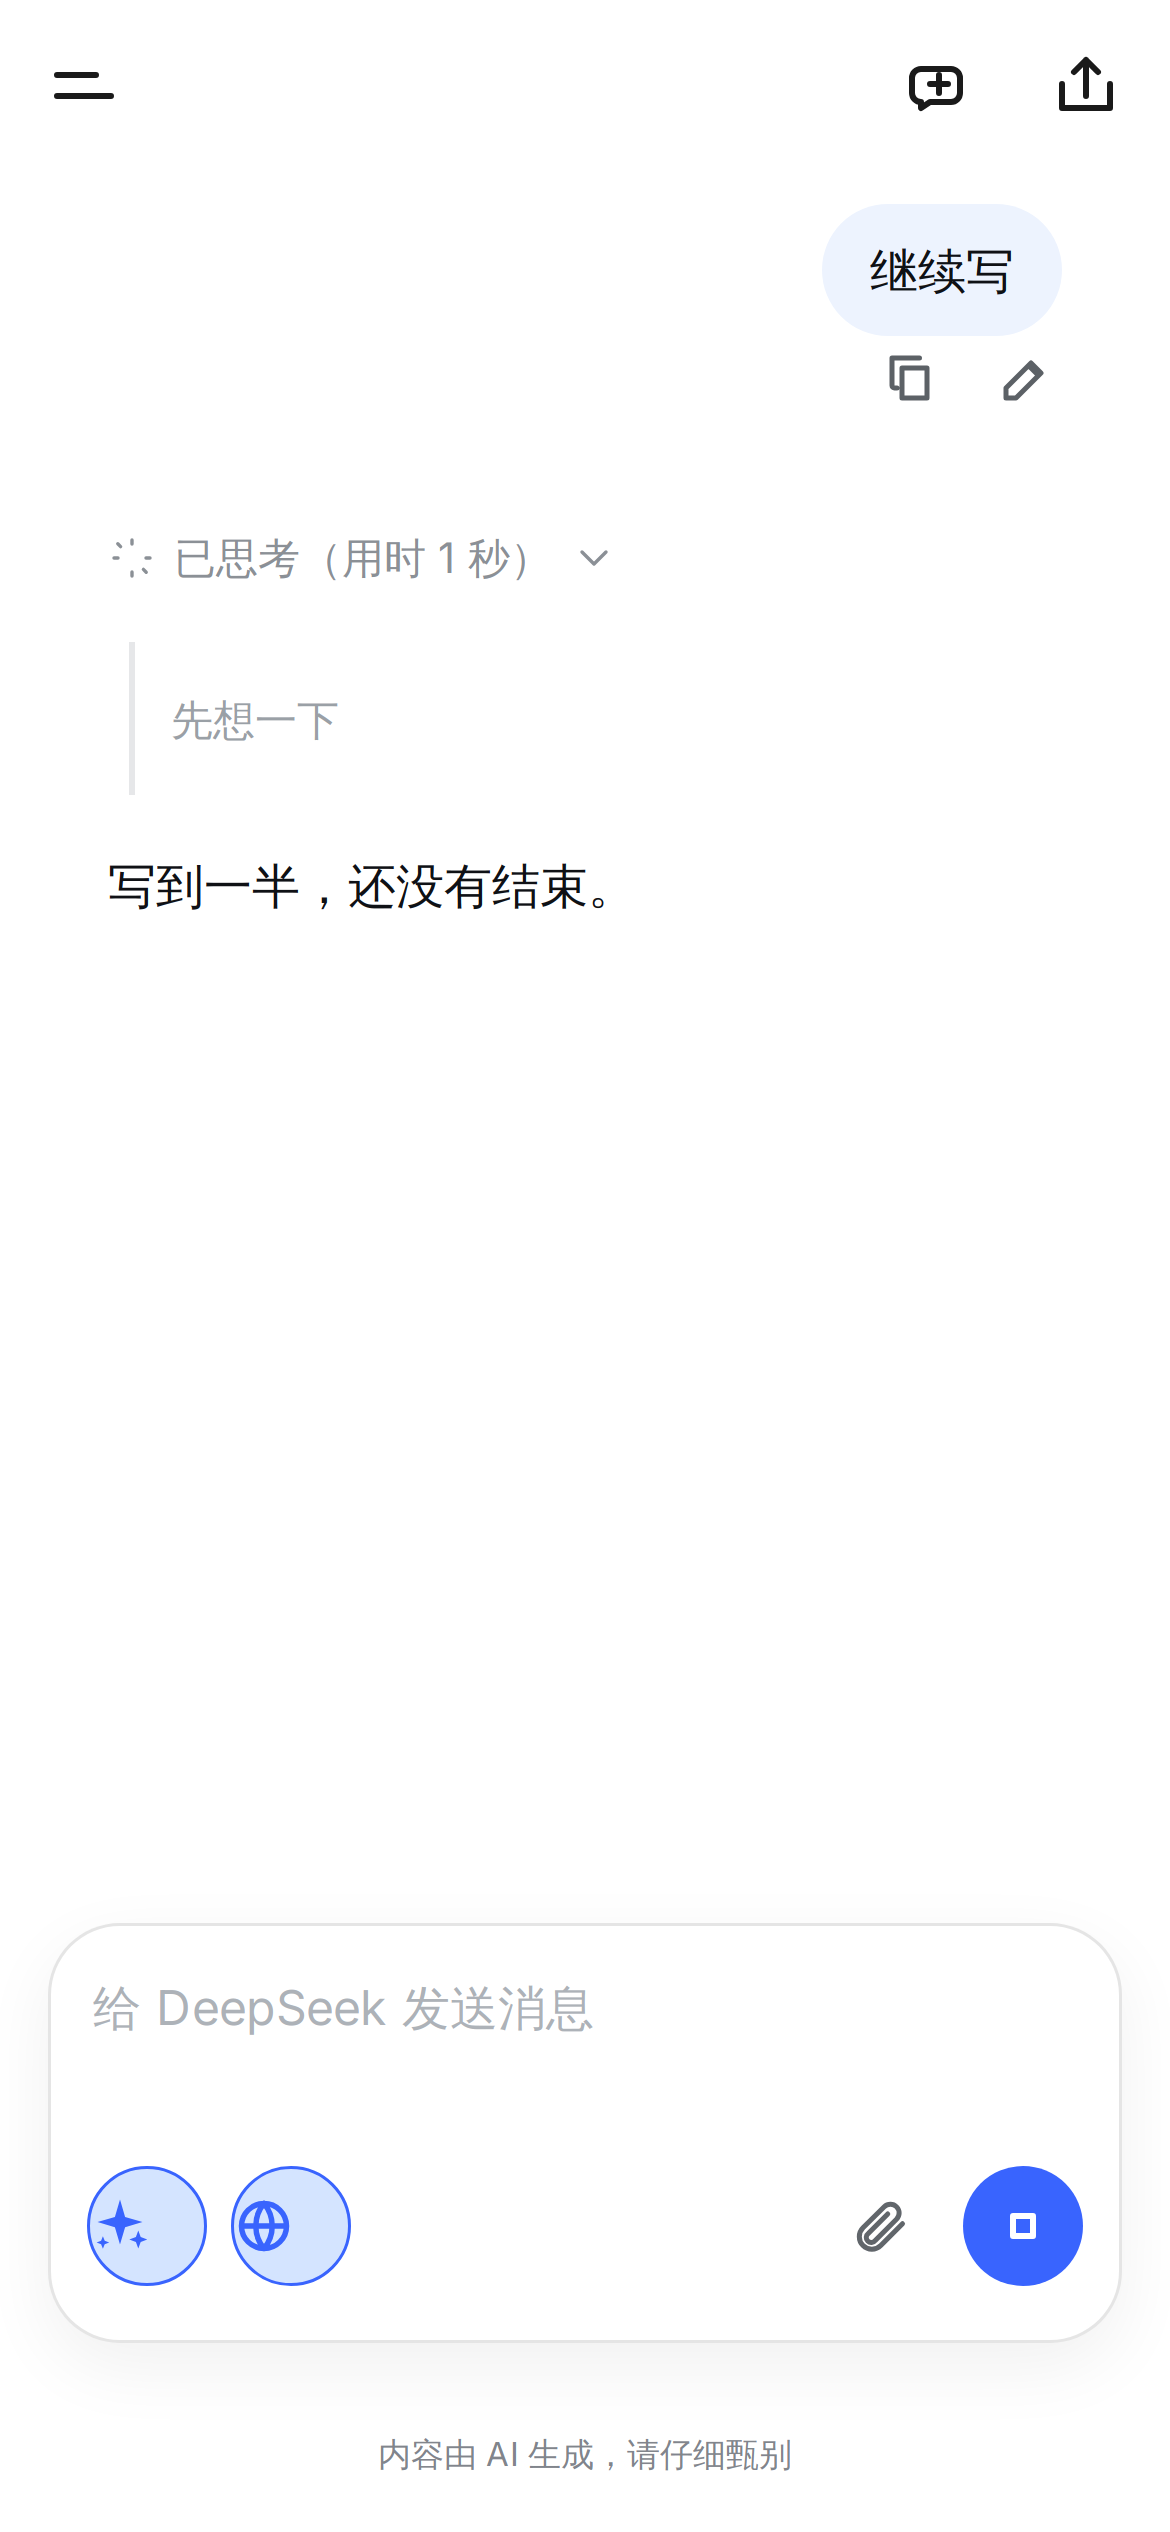 继续写
已思考（用时 1 秒）
先想一下
写到一半，还没有结束。
给 DeepSeek 发送消息
内容由 AI 生成，请仔细甄别